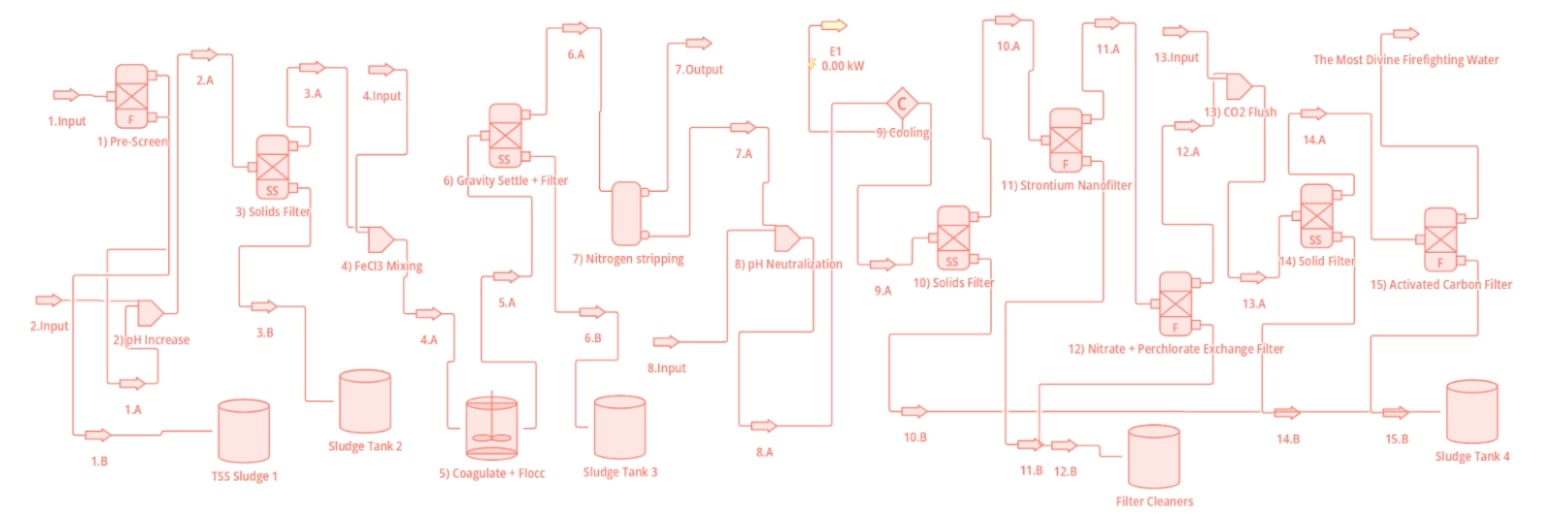 1.Input
F
1) Pre-Screen
2.A
3.A
4.Input
SS
3) Solids Filter
4) FeCl3 Mixing
2.Input
2) pH Increase
1.A
3.B
4.A
1.B
TSS Sludge 1
Sludge Tank 2
5) Coagulate + Flocc
6.A
7.Output
SS
6) Gravity Settle + Filter
7) Nitrogen stripping
5.A
6.B
Sludge Tank 3
7.A
8) pH Neutralization
8.Input
8.A
E1
0.00 kW
C
9) Cooling
9.A
SS
10) Solids Filter
10.A
10.B
11.A
F
11) Strontium Nanofilter
11.B
12.B
Filter Cleaners
13.Input
13) CO2 Flush
12.A
F
12) Nitrate + Perchlorate Exchange Filter
13.A
The Most Divine Firefighting Water
14.A
SS
14) Solid Filter
F
15) Activated Carbon Filter
14.B
15.B
Sludge Tank 4